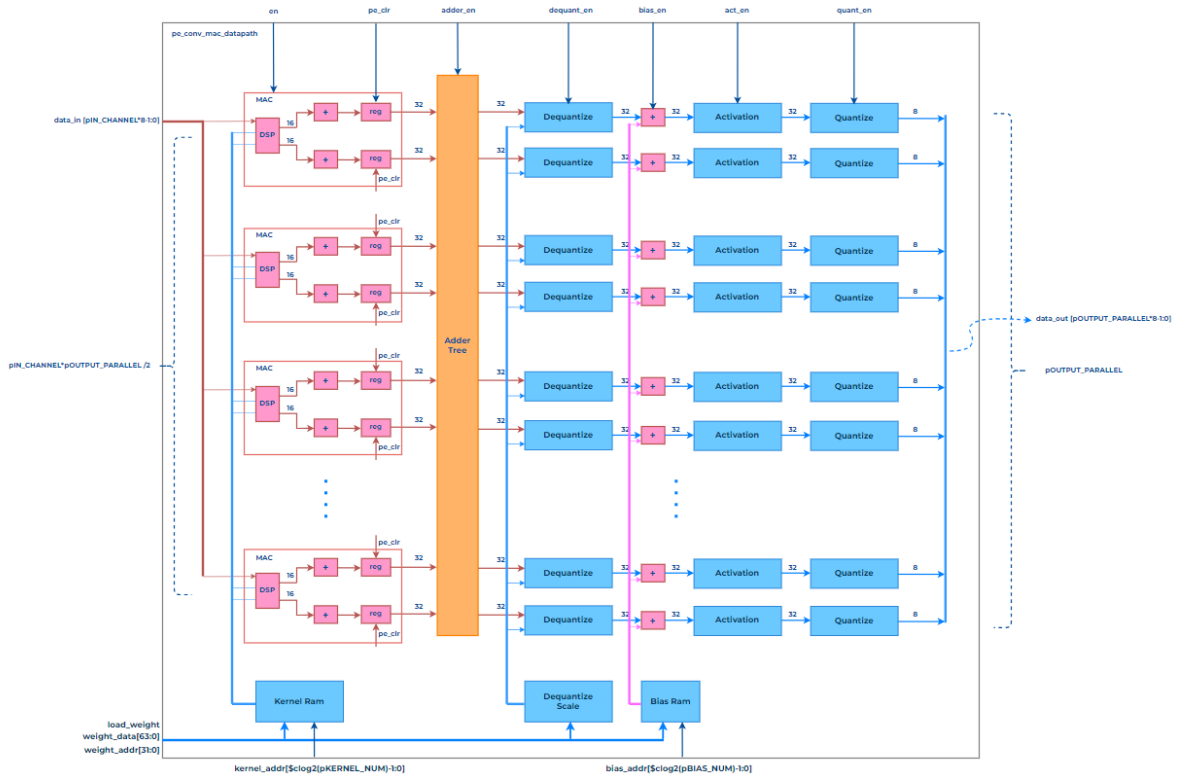 en pe_clr adder_en dequant_en bias_en act_en quant_en
pe_conv_mac_datapath
data_in [pIN_CHANNEL*8-1:0]
MAC
DSP
16
16
+
reg
32
+
reg
32
pe_clr
pe_clr
MAC
DSP
16
16
+
reg
32
+
reg
32
pe_clr
pe_clr
MAC
DSP
16
16
+
reg
32
+
reg
32
pe_clr
pe_clr
MAC
DSP
16
16
+
reg
32
+
reg
32
pe_clr
pIN_CHANNEL*pOUTPUT_PARALLEL /2
Adder
Tree
32 Dequantize 32 + 32 Activation 32 Quantize 8
32 Dequantize 32 + 32 Activation 32 Quantize 8
32 Dequantize 32 + 32 Activation 32 Quantize 8
32 Dequantize 32 + 32 Activation 32 Quantize 8
32 Dequantize 32 + 32 Activation 32 Quantize 8
32 Dequantize 32 + 32 Activation 32 Quantize 8
32 Dequantize 32 + 32 Activation 32 Quantize 8
32 Dequantize 32 + 32 Activation 32 Quantize 8
data_out [pOUTPUT_PARALLEL*8-1:0]
pOUTPUT_PARALLEL
Kernel Ram
Dequantize
Scale
Bias Ram
load_weight
weight_data[63:0]
weight_addr[31:0]
kernel_addr[$clog2(pKERNEL_NUM)-1:0]
bias_addr[$clog2(pBIAS_NUM)-1:0]